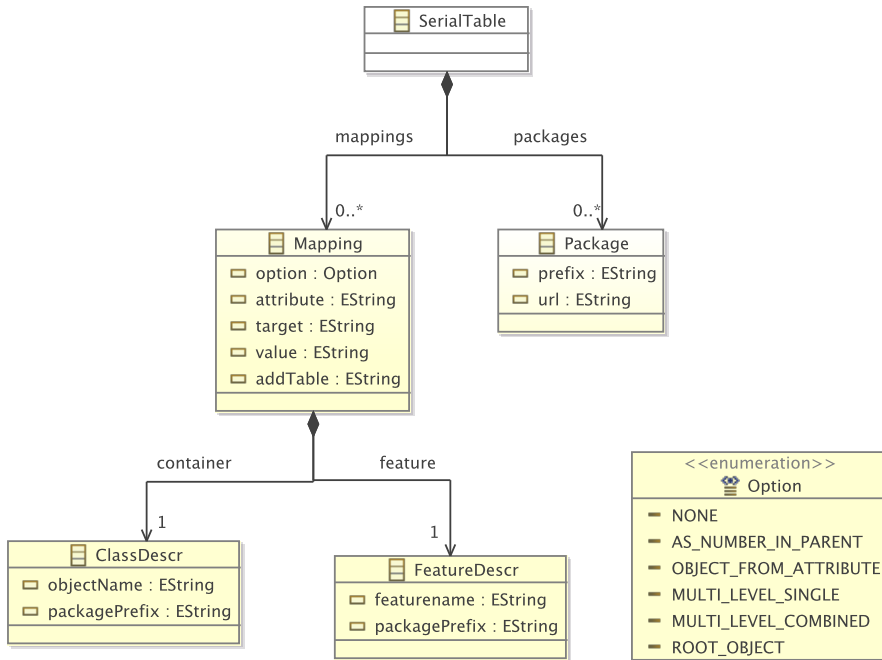 SerialTable
mappings
packages
0..*
0..*
Mapping
option : Option
attribute : EString
target : EString
value : EString
addTable : EString
Package
prefix : EString
url : EString
container
feature
1
1
ClassDescr
objectName : EString
packagePrefix : EString
FeatureDescr
featurename : EString
packagePrefix : EString
<<enumeration>>
Option
NONE
AS_NUMBER_IN_PARENT
OBJECT_FROM_ATTRIBUTE
MULTI_LEVEL_SINGLE
MULTI_LEVEL_COMBINED
ROOT_OBJECT